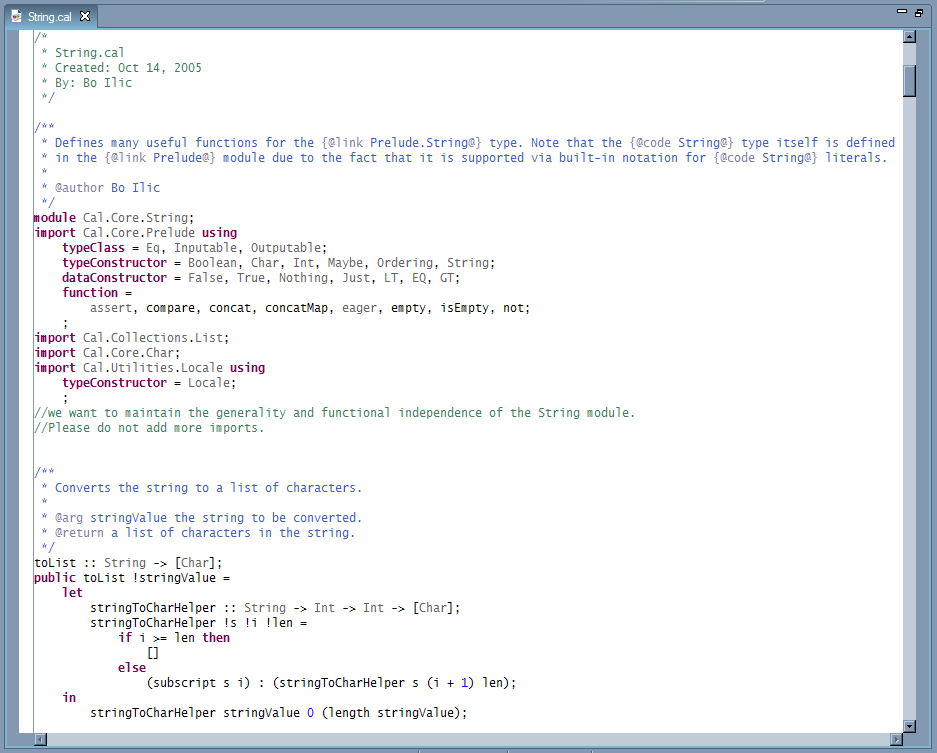 String.cal
/*
 * String.cal
 * Created: Oct 14, 2005
 * By: Bo Ilic
 */
/**
 * Defines many useful functions for the {@link Prelude.String@} type. Note that the {@code String@} type itself is defined
 * in the {@link Prelude@} module due to the fact that it is supported via built-in notation for {@code String@} literals.
 *
 * @author Bo Ilic
 */
module Cal.Core.String;
import Cal.Core.Prelude using
    typeClass = Eq, Inputable, Outputable;
    typeConstructor = Boolean, Char, Int, Maybe, Ordering, String;
    dataConstructor = False, True, Nothing, Just, LT, EQ, GT;
    function =
        assert, compare, concat, concatMap, eager, empty, isEmpty, not;
    ;
import Cal.Collections.List;
import Cal.Core.Char;
import Cal.Utilities.Locale using
    typeConstructor = Locale;
    ;
//we want to maintain the generality and functional independence of the String module.
//Please do not add more imports.
/**
 * Converts the string to a list of characters.
 *
 * @arg stringValue the string to be converted.
 * @return a list of characters in the string.
 */
toList :: String -> [Char];
public toList !stringValue =
    let
        stringToCharHelper :: String -> Int -> Int -> [Char];
        stringToCharHelper !s !i !len =
            if i >= len then
                []
            else
                (subscript s i) : (stringToCharHelper s (i + 1) len);
    in
        stringToCharHelper stringValue 0 (length stringValue);